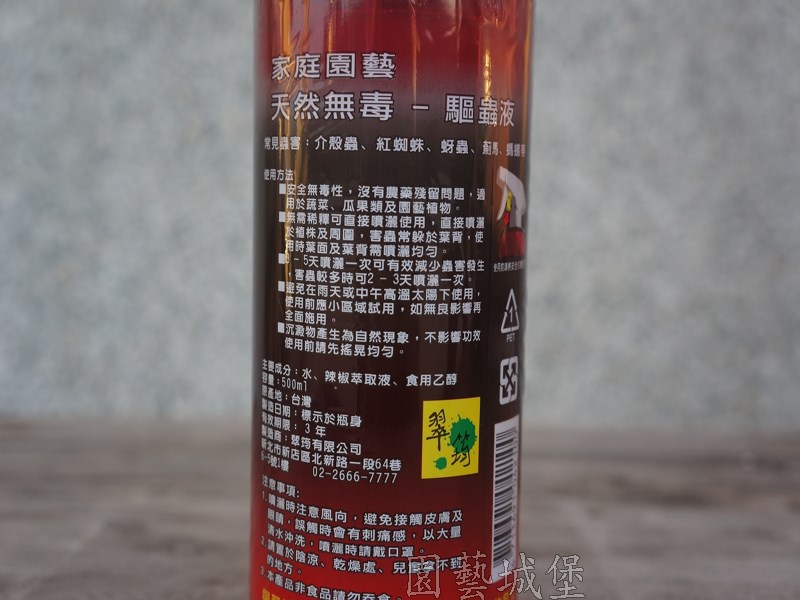 家庭園藝
天然無毒 – 驅蟲液
常見蟲害：介殼蟲、紅蜘蛛、蚜蟲、薊馬、螞蟻等
使用方法
■安全無毒性，沒有農藥殘留問題，適
用於蔬菜、瓜果類及園藝植物。
■無需稀釋可直接噴灑使用，直接噴灑
於植株及周圍，害蟲常躲於葉背，使
用時葉面及葉背需噴灑均勻。
■3－5天噴灑一次可有效減少蟲害發生
害蟲較多時可2－3天噴灑一次。
■避免在雨天或中午高溫太陽下使用，
使用前應小區域試用，如無良影響再
全面施用。
■沉澱物產生為自然現象，不影響功效
使用前請先搖晃均勻。
PET
主要成分：水、辣椒萃取液、食用乙醇
容量：500ml
原產地：台灣
製造日期：標示於瓶身
有效期限：3年
製造商：翠筠有限公司
新北市新店區北新路一段64巷
6-5號1樓 02-2666-7777
翠筠
注意事項：
1.噴灑時注意風向，避免接觸皮膚及
眼睛，誤觸時會有刺痛感，以大量
清水沖洗，噴灑時請戴口罩。
2.請置於陰涼、乾燥處、兒童拿不到
的地方。
3.本產品非食品請勿吞食。
園藝城堡